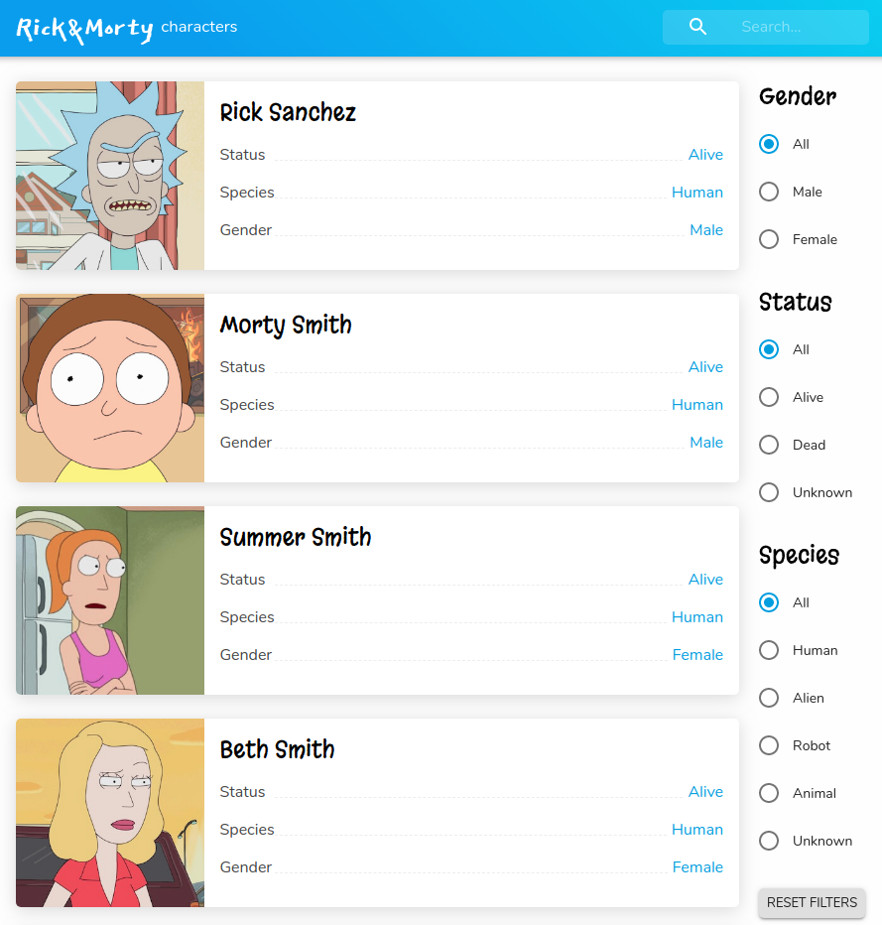 Rick&Morty characters
Search...
Rick Sanchez
Status Alive
Species Human
Gender Male
Morty Smith
Status Alive
Species Human
Gender Male
Summer Smith
Status Alive
Species Human
Gender Female
Beth Smith
Status Alive
Species Human
Gender Female
Gender
All
Male
Female
Status
All
Alive
Dead
Unknown
Species
All
Human
Alien
Robot
Animal
Unknown
RESET FILTERS